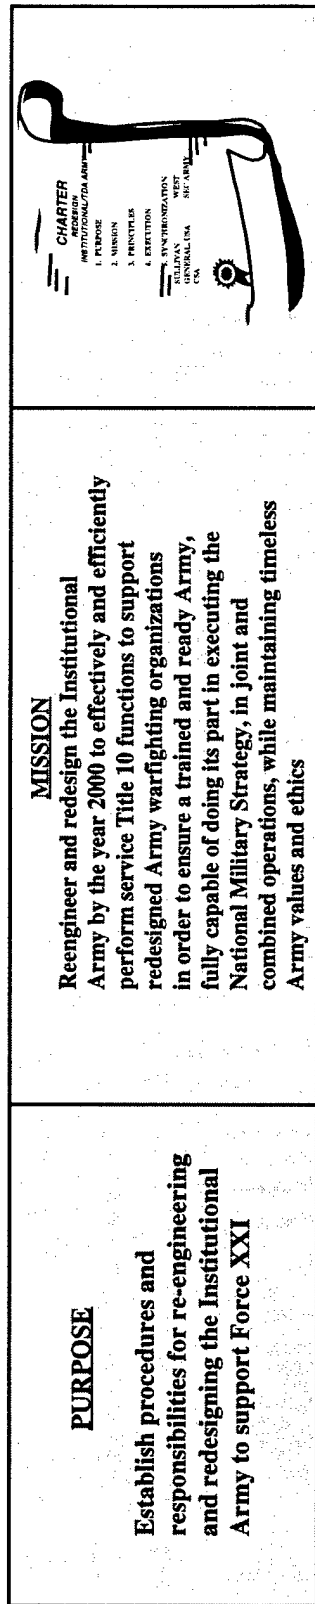 PURPOSE
Establish procedures and
responsibilities for re-engineering
and redesigning the Institutional
Army to support Force XXI
MISSION
Reengineer and redesign the Institutional
Army by the year 2000 to effectively and efficiently
perform service Title 10 functions to support
redesigned Army warfighting organizations
in order to ensure a trained and ready Army,
fully capable of doing its part in executing the
National Military Strategy, in joint and
combined operations, while maintaining timeless
Army values and ethics
CHARTER
REDESIGN
INSTITUTIONAL/TDA ARMY
1. PURPOSE
2. MISSION
3. PRINCIPLES
4. EXECUTION
5. SYNCHRONIZATION
SULLIVAN WEST
GENERAL, USA SEC ARMY
CSA